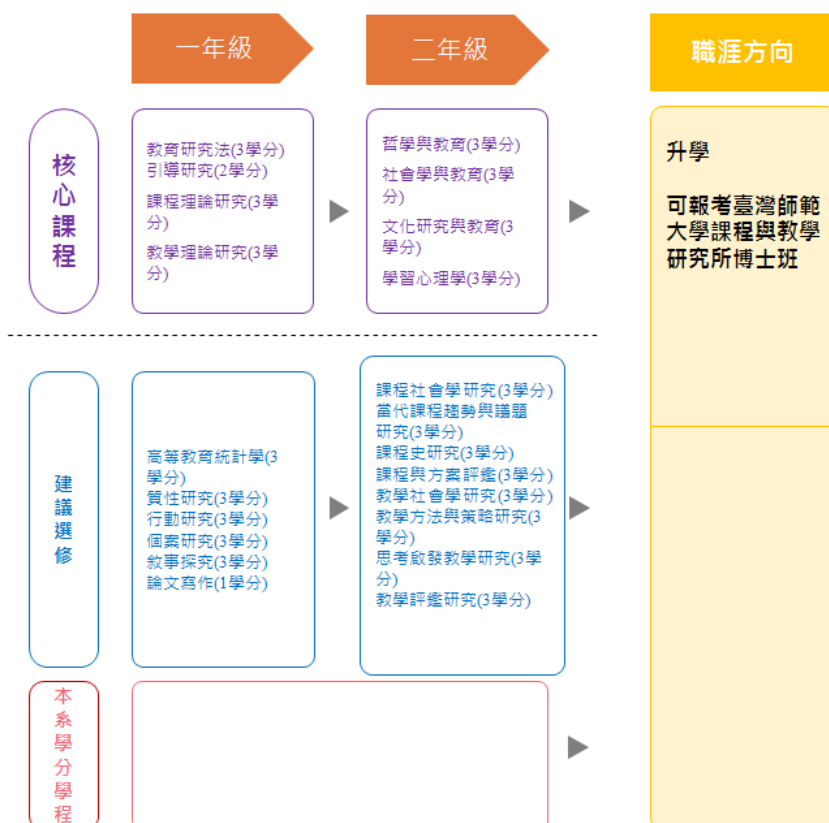 一年級
二年級
職涯方向
核
心
課
程
教育研究法(3學分)
引導研究(2學分)
課程理論研究(3學
分)
教學理論研究(3學
分)
哲學與教育(3學分)
社會學與教育(3學
分)
文化研究與教育(3
學分)
學習心理學(3學分)
升學
可報考臺灣師範
大學課程與教學
研究所博士班
建
議
選
修
高等教育統計學(3
學分)
質性研究(3學分)
行動研究(3學分)
個案研究(3學分)
敘事探究(3學分)
論文寫作(1學分)
課程社會學研究(3學分)
當代課程趨勢與議題
研究(3學分)
課程史研究(3學分)
課程與方案評鑑(3學分)
教學社會學研究(3學分)
教學方法與策略研究(3
學分)
思考啟發教學研究(3學
分)
教學評鑑研究(3學分)
本
系
學
分
學
程